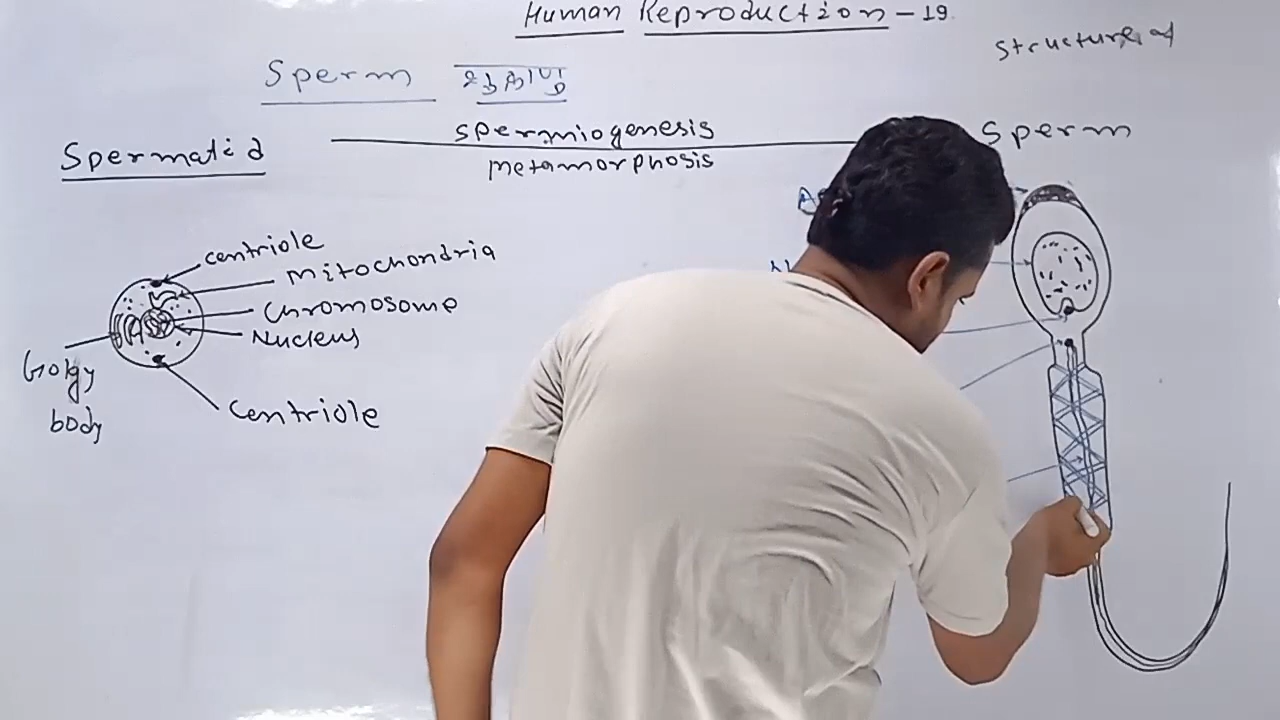 Human Reproduction - 19
Structure of
Sperm
Sperm
Spermiogenesis
Spermatid
metamorphosis
centriole
Mitochondria
Chromosome
Nucleus
Golgy
body
Centriole